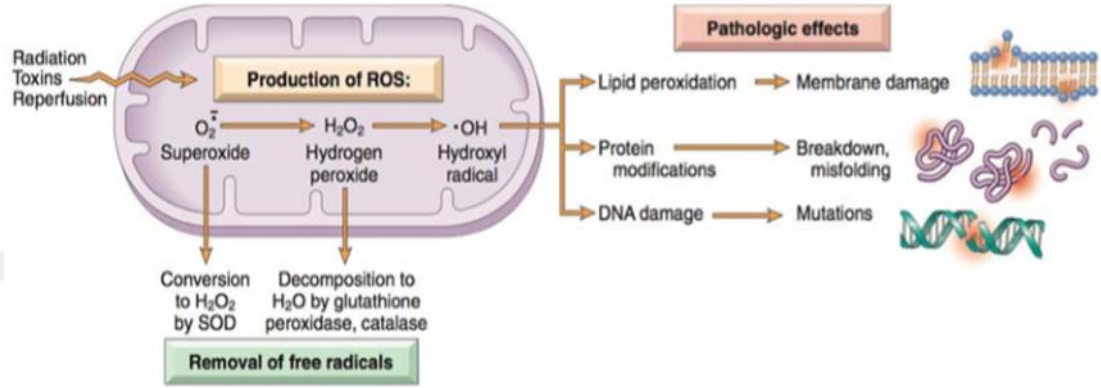 Pathologic effects
Radiation
Toxins
Reperfusion
Production of ROS:
O₂•̄
Superoxide
H₂O₂
Hydrogen
peroxide
•OH
Hydroxyl
radical
Lipid peroxidation
Membrane damage
Protein
modifications
Breakdown,
misfolding
DNA damage
Mutations
Conversion
to H₂O₂
by SOD
Decomposition to
H₂O by glutathione
peroxidase, catalase
Removal of free radicals